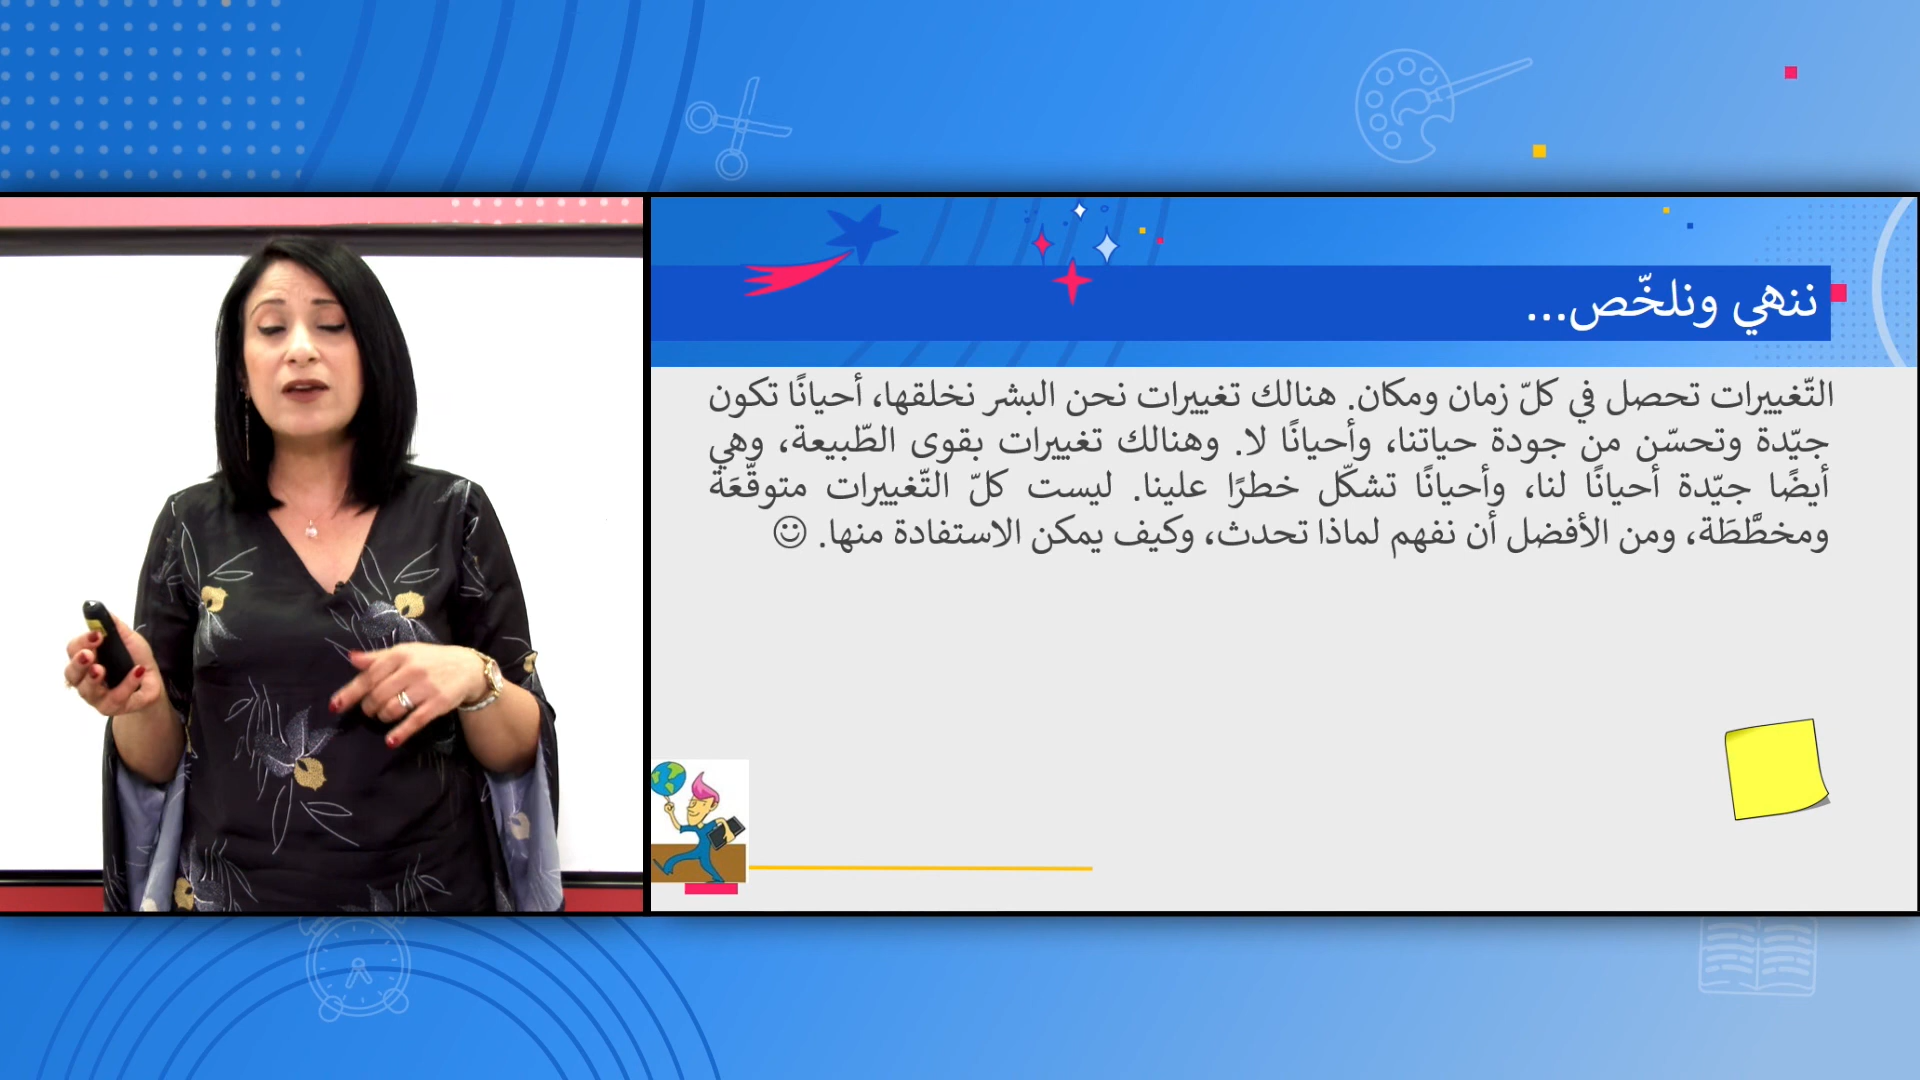 ننهي ونلخّص...
التّغييرات تحصل في كلّ زمان ومكان. هنالك تغييرات نحن البشر نخلقها، أحيانًا تكون
جيّدة وتحسّن من جودة حياتنا، وأحيانًا لا. وهنالك تغييرات بقوى الطّبيعة، وهي
أيضًا جيّدة أحيانًا لنا، وأحيانًا تشكّل خطرًا علينا. ليست كلّ التّغييرات متوقّعَة
ومخطَّطَة، ومن الأفضل أن نفهم لماذا تحدث، وكيف يمكن الاستفادة منها. ☺